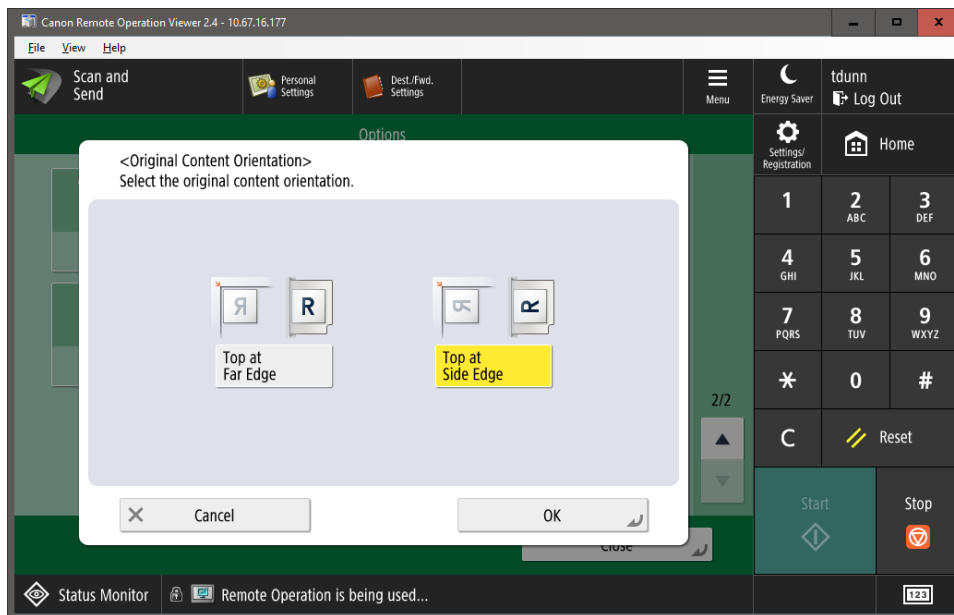 Canon Remote Operation Viewer 2.4 - 10.67.16.177
File View Help
Scan and
Send
Personal
Settings
Dest./Fwd.
Settings
Menu
Energy Saver
tdunn
Log Out
Options
Settings/
Registration
Home
<Original Content Orientation>
Select the original content orientation.
R R
R R
Top at
Far Edge
Top at
Side Edge
2/2
Cancel
OK
Close
1
2
ABC
3
DEF
4
GHI
5
JKL
6
MNO
7
PQRS
8
TUV
9
WXYZ
*
0
#
C
Reset
Start
Stop
Status Monitor
Remote Operation is being used...
123